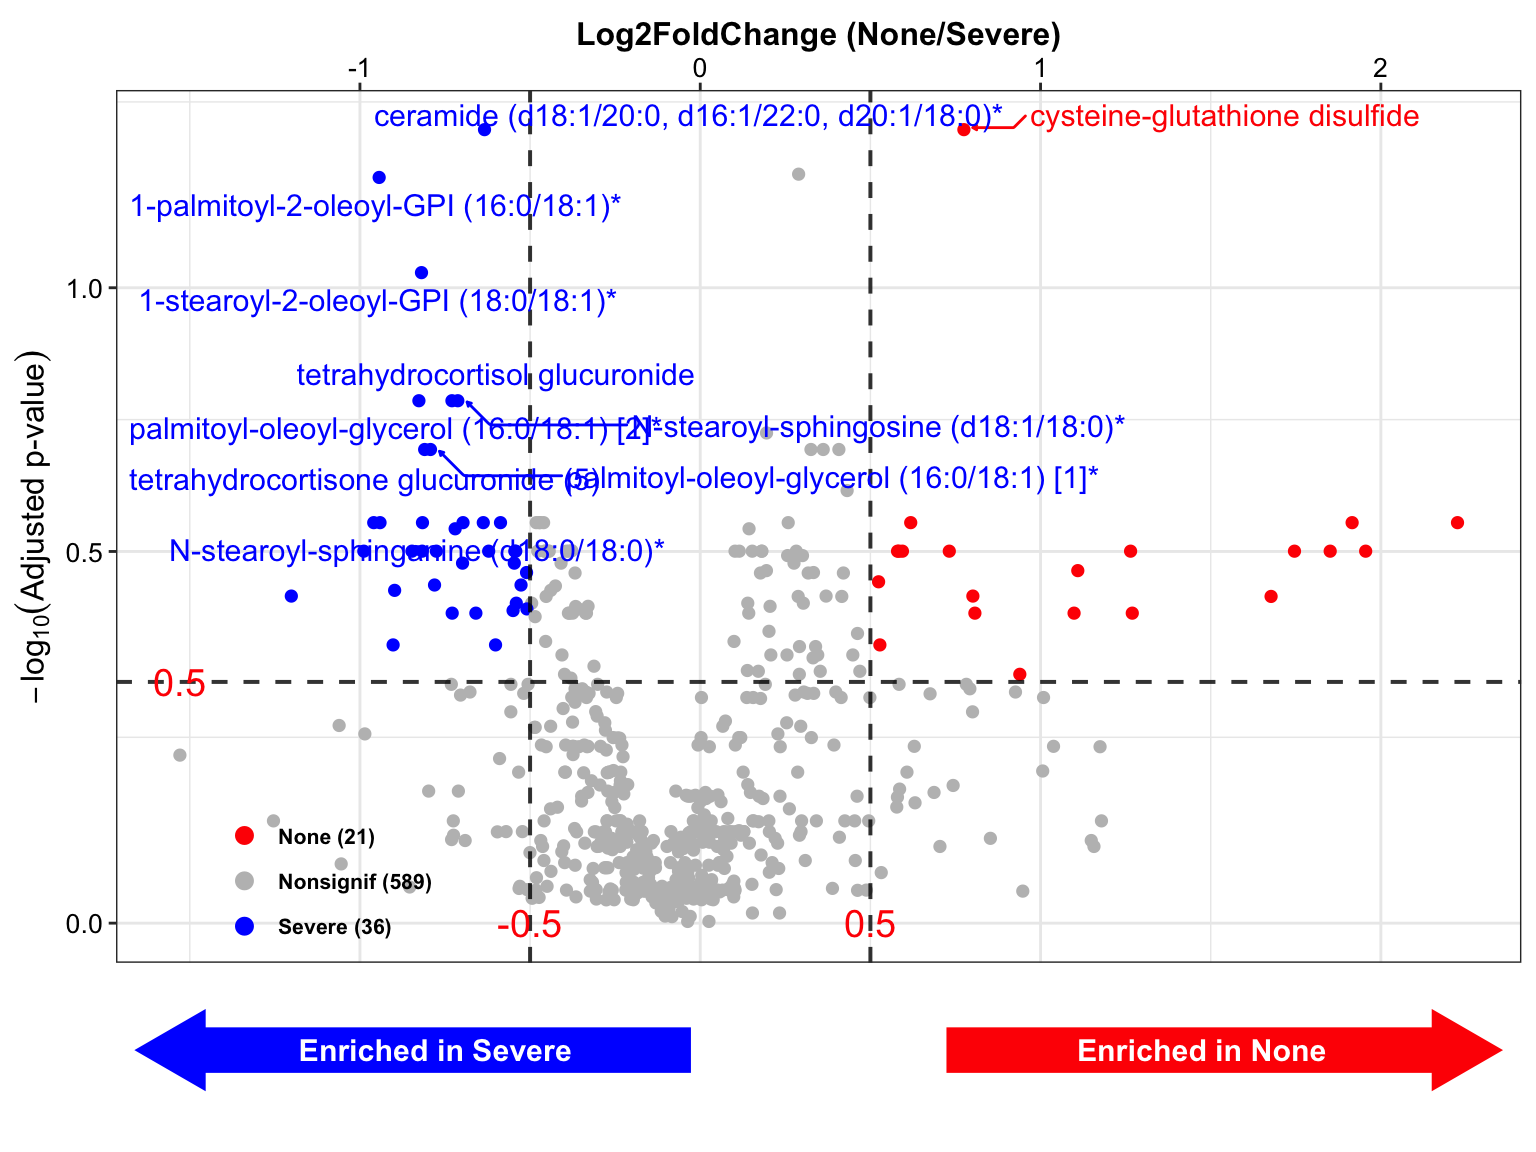 Log2FoldChange (None/Severe)
-1 0 1 2
ceramide (d18:1/20:0, d16:1/22:0, d20:1/18:0)*
cysteine-glutathione disulfide
1-palmitoyl-2-oleoyl-GPI (16:0/18:1)*
1.0
1-stearoyl-2-oleoyl-GPI (18:0/18:1)*
tetrahydrocortisol glucuronide
palmitoyl-oleoyl-glycerol (16:0/18:1) [2]*
N-stearoyl-sphingosine (d18:1/18:0)*
tetrahydrocortisone glucuronide (5)
palmitoyl-oleoyl-glycerol (16:0/18:1) [1]*
0.5
N-stearoyl-sphinganine (d18:0/18:0)*
−log10(Adjusted p-value)
0.5
None (21)
Nonsignif (589)
Severe (36)
0.0
-0.5
0.5
Enriched in Severe
Enriched in None